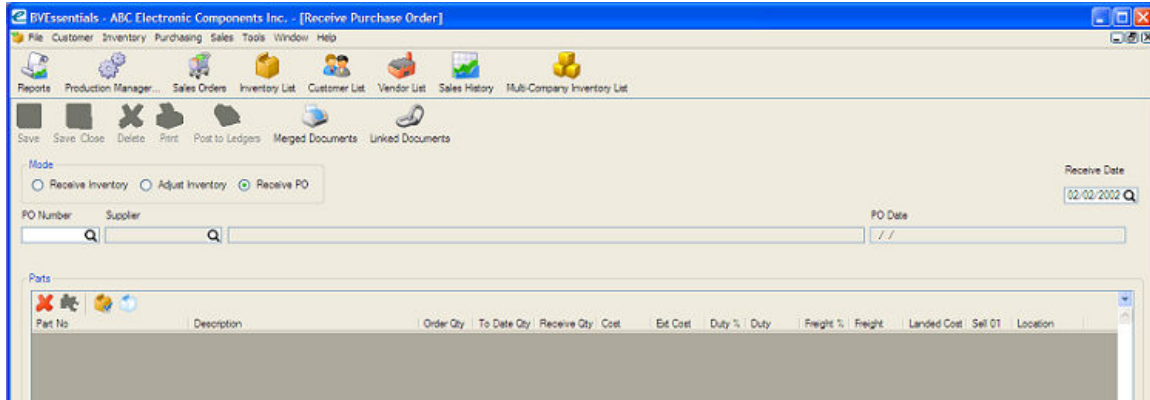 BVEssentials - ABC Electronic Components Inc. - [Receive Purchase Order]
File Customer Inventory Purchasing Sales Tools Window Help
Reports Production Manager... Sales Orders Inventory List Customer List Vendor List Sales History Multi-Company Inventory List
Save Save Close Delete Print Post to Ledgers Merged Documents Linked Documents
Mode
Receive Date
Receive Inventory Adjust Inventory Receive PO
02/02/2002
PO Number Supplier PO Date
/ /
Parts
Part No Description Order Qty To Date Qty Receive Qty Cost Ext Cost Duty % Duty Freight % Freight Landed Cost Sell 01 Location